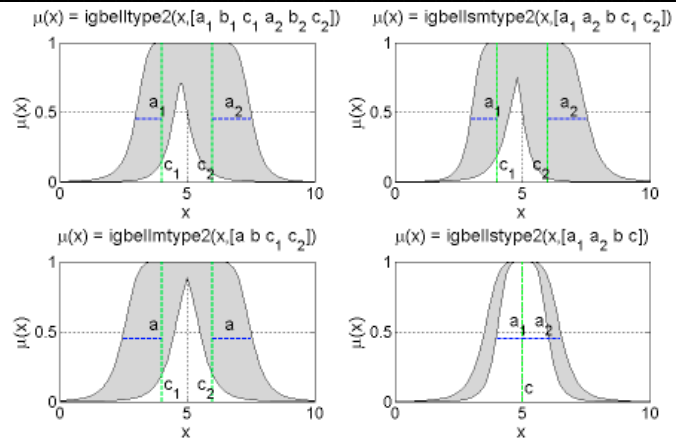 μ(x) = igbelltype2(x,[a₁ b₁ c₁ a₂ b₂ c₂])
1
0.5
0
μ(x)
a₁
a₂
c₁
c₂
0
5
10
x
μ(x) = igbellsmtype2(x,[a₁ a₂ b c₁ c₂])
1
0.5
0
μ(x)
a₁
a₂
c₁
c₂
0
5
10
x
μ(x) = igbellmtype2(x,[a b c₁ c₂])
1
0.5
0
μ(x)
a
a
c₁
c₂
0
5
10
x
μ(x) = igbellstype2(x,[a₁ a₂ b c])
1
0.5
0
μ(x)
a₁
a₂
c
0
5
10
x